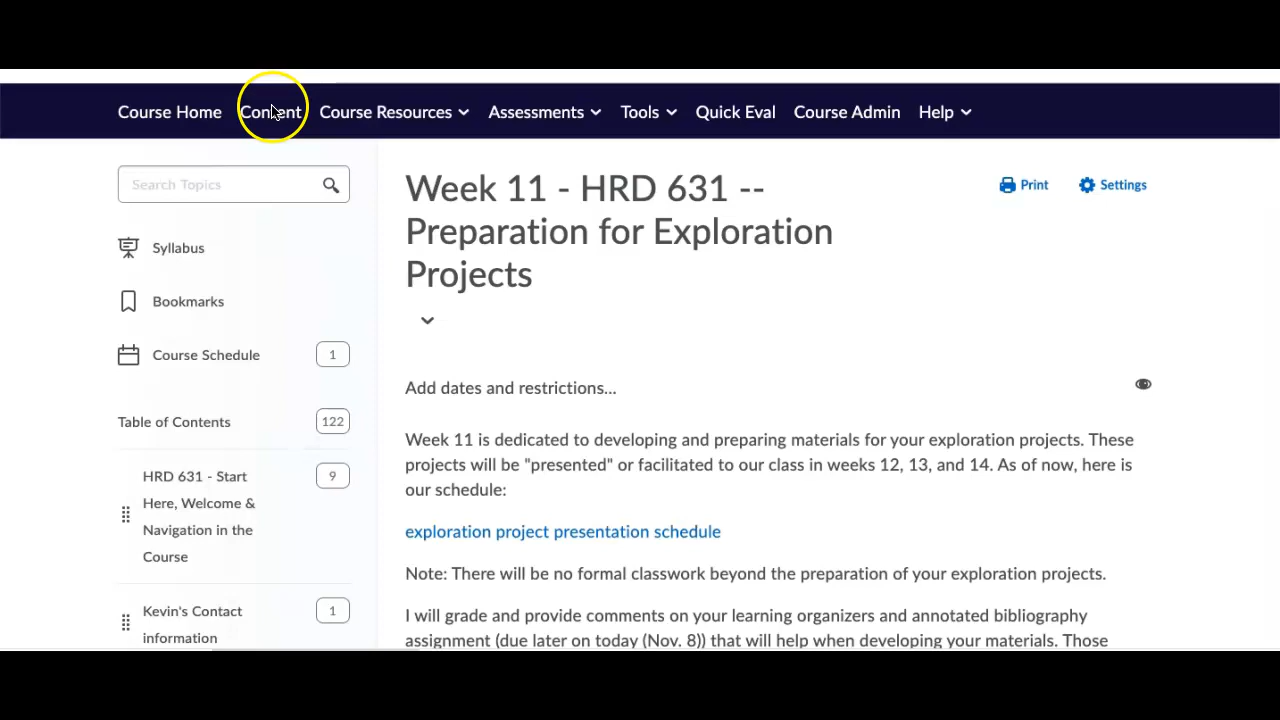 Course Home Content Course Resources Assessments Tools Quick Eval Course Admin Help
Search Topics
Syllabus
Bookmarks
Course Schedule 1
Table of Contents 122
HRD 631 - Start 9
Here, Welcome &
Navigation in the
Course
Kevin's Contact 1
information
Week 11 - HRD 631 --
Preparation for Exploration
Projects
Print Settings
Add dates and restrictions...
Week 11 is dedicated to developing and preparing materials for your exploration projects. These
projects will be "presented" or facilitated to our class in weeks 12, 13, and 14. As of now, here is
our schedule:
exploration project presentation schedule
Note: There will be no formal classwork beyond the preparation of your exploration projects.
I will grade and provide comments on your learning organizers and annotated bibliography
assignment (due later on today (Nov. 8)) that will help when developing your materials. Those